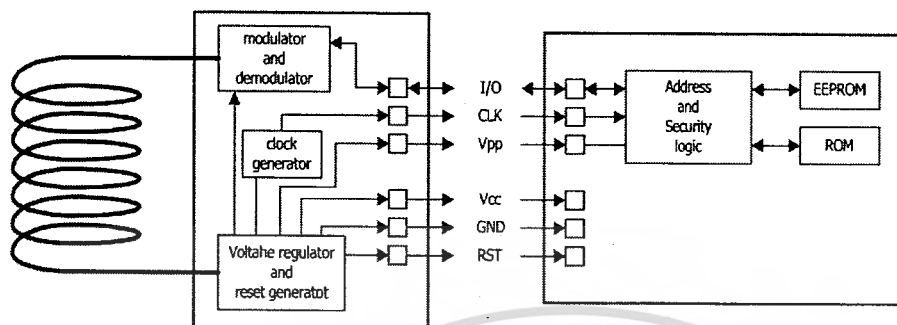 modulator
and
demodulator
clock
generator
Voltahe regulator
and
reset generatot
I/O
CLK
Vpp
Vcc
GND
RST
Address
and
Security
logic
EEPROM
ROM